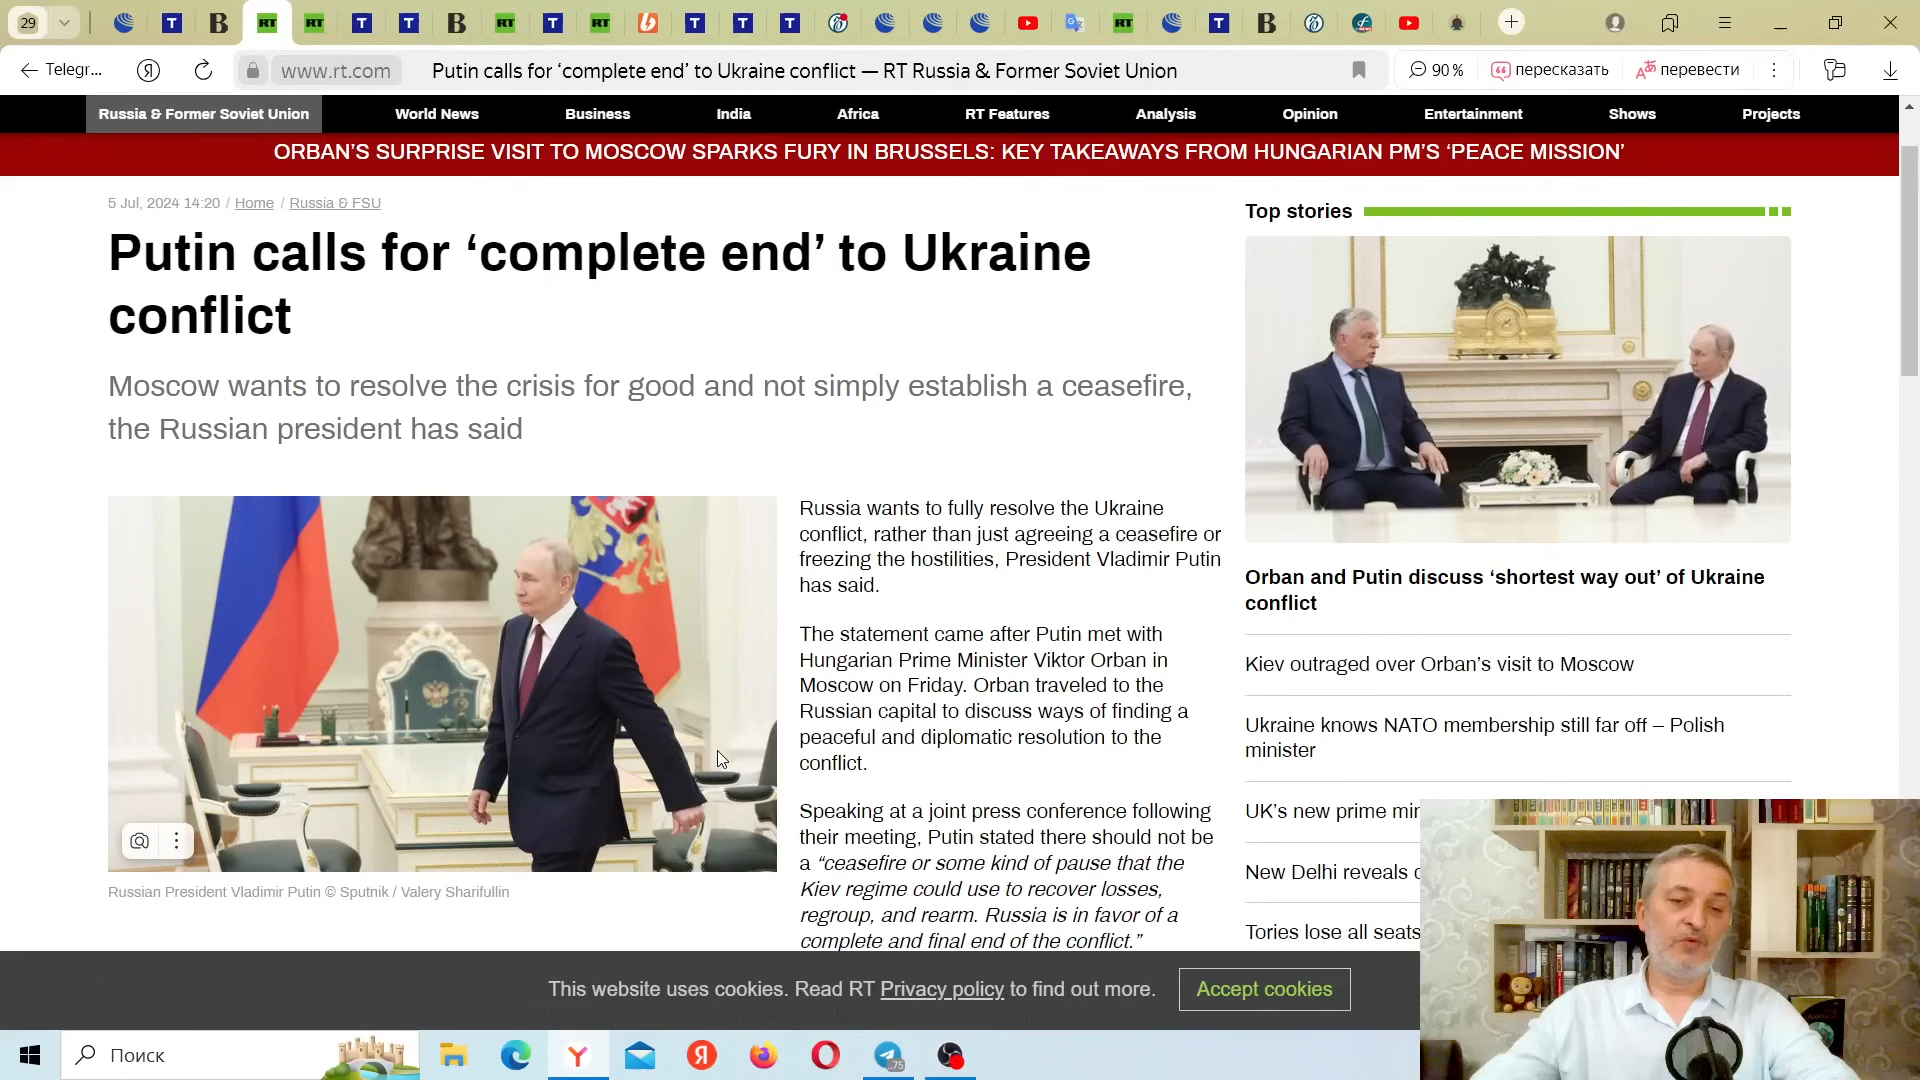 29
Telegr...
www.rt.com
Putin calls for ‘complete end’ to Ukraine conflict — RT Russia & Former Soviet Union
90 %
пересказать
перевести
Russia & Former Soviet Union
World News
Business
India
Africa
RT Features
Analysis
Opinion
Entertainment
Shows
Projects
ORBAN’S SURPRISE VISIT TO MOSCOW SPARKS FURY IN BRUSSELS: KEY TAKEAWAYS FROM HUNGARIAN PM’S ‘PEACE MISSION’
5 Jul, 2024 14:20 / Home / Russia & FSU
Putin calls for ‘complete end’ to Ukraine
conflict
Moscow wants to resolve the crisis for good and not simply establish a ceasefire,
the Russian president has said
Russian President Vladimir Putin © Sputnik / Valery Sharifullin
Russia wants to fully resolve the Ukraine
conflict, rather than just agreeing a ceasefire or
freezing the hostilities, President Vladimir Putin
has said.
The statement came after Putin met with
Hungarian Prime Minister Viktor Orban in
Moscow on Friday. Orban traveled to the
Russian capital to discuss ways of finding a
peaceful and diplomatic resolution to the
conflict.
Speaking at a joint press conference following
their meeting, Putin stated there should not be
a “ceasefire or some kind of pause that the
Kiev regime could use to recover losses,
regroup, and rearm. Russia is in favor of a
complete and final end of the conflict.”
Top stories
Orban and Putin discuss ‘shortest way out’ of Ukraine
conflict
Kiev outraged over Orban’s visit to Moscow
Ukraine knows NATO membership still far off – Polish
minister
UK’s new prime
New Delhi reveals
Tories lose all seats
This website uses cookies. Read RT Privacy policy to find out more.
Accept cookies
Поиск
.75